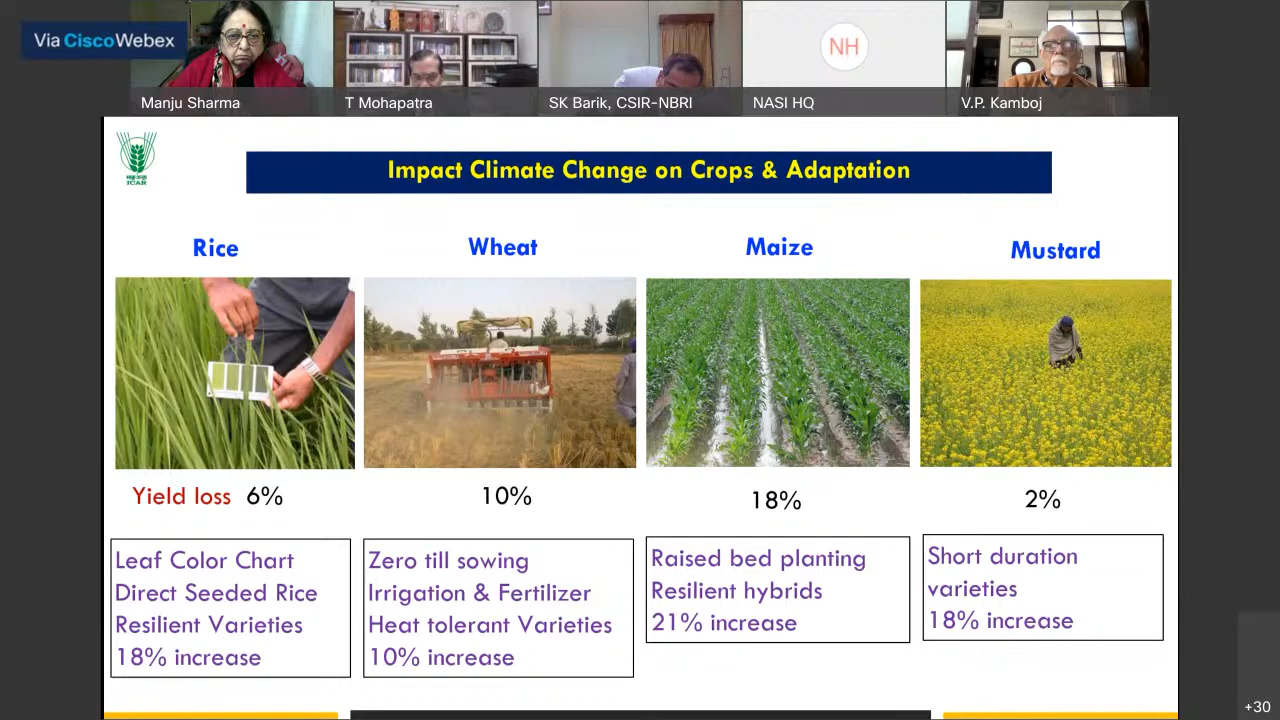 Via Cisco Webex
Manju Sharma
T Mohapatra
SK Barik, CSIR-NBRI
NH
NASI HQ
V.P. Kamboj
ICAR
Impact Climate Change on Crops & Adaptation
Rice
Wheat
Maize
Mustard
Yield loss 6%
10%
18%
2%
Leaf Color Chart
Direct Seeded Rice
Resilient Varieties
18% increase
Zero till sowing
Irrigation & Fertilizer
Heat tolerant Varieties
10% increase
Raised bed planting
Resilient hybrids
21% increase
Short duration
varieties
18% increase
+30